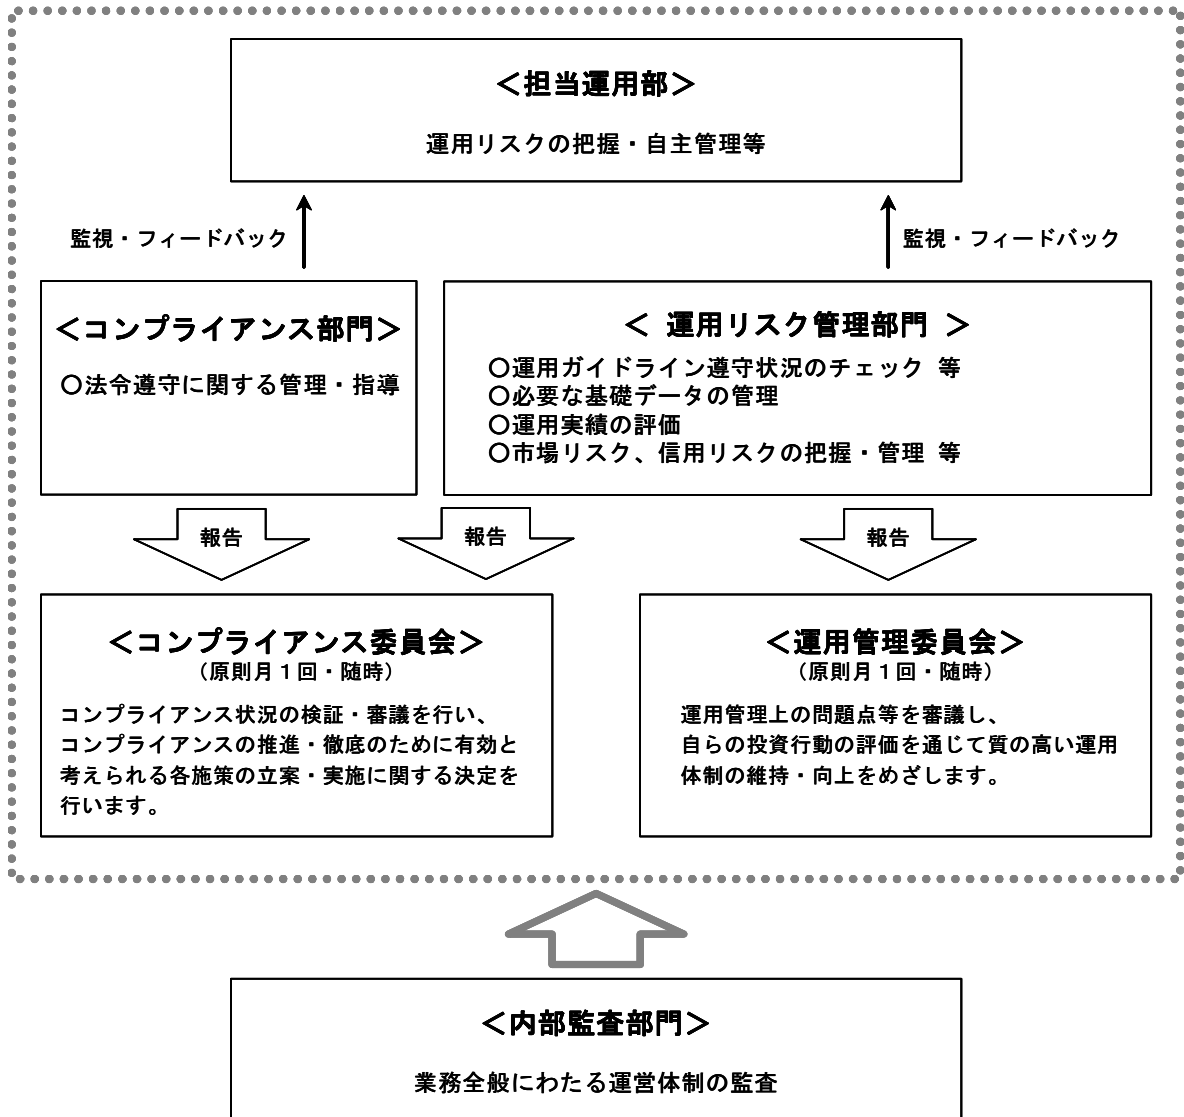 ＜担当運用部＞
運用リスクの把握・自主管理等
監視・フィードバック
監視・フィードバック
＜コンプライアンス部門＞
○法令遵守に関する管理・指導
＜ 運用リスク管理部門 ＞
○運用ガイドライン遵守状況のチェック 等
○必要な基礎データの管理
○運用実績の評価
○市場リスク、信用リスクの把握・管理 等
報告
報告
報告
＜コンプライアンス委員会＞
（原則月１回・随時）
コンプライアンス状況の検証・審議を行い、
コンプライアンスの推進・徹底のために有効と
考えられる各施策の立案・実施に関する決定を
行います。
＜運用管理委員会＞
（原則月１回・随時）
運用管理上の問題点等を審議し、
自らの投資行動の評価を通じて質の高い運用
体制の維持・向上をめざします。
＜内部監査部門＞
業務全般にわたる運営体制の監査